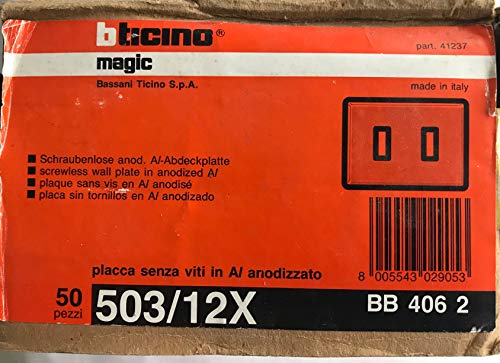 bticino®
magic
Bassani Ticino S.p.A.
part. 41237
made in italy
Schraubenlose anod. Al-Abdeckplatte
screwless wall plate in anodized Al
plaque sans vis en Al anodisé
placa sin tornillos en Al anodizado
placca senza viti in Al anodizzato
8 005543 029053
50 pezzi
503/12X
BB 406 2